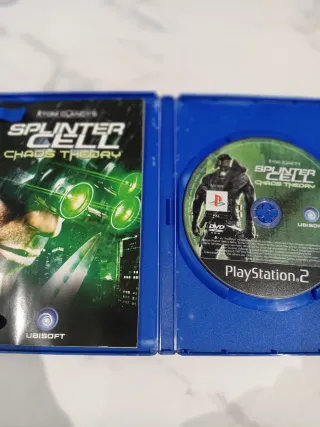 TOM CLANCY'S
SPLINTER
CELL
CHAOS THEORY
UBISOFT
TOM CLANCY'S
SPLINTER
CELL
CHAOS THEORY
DVD
UBISOFT
PlayStation 2